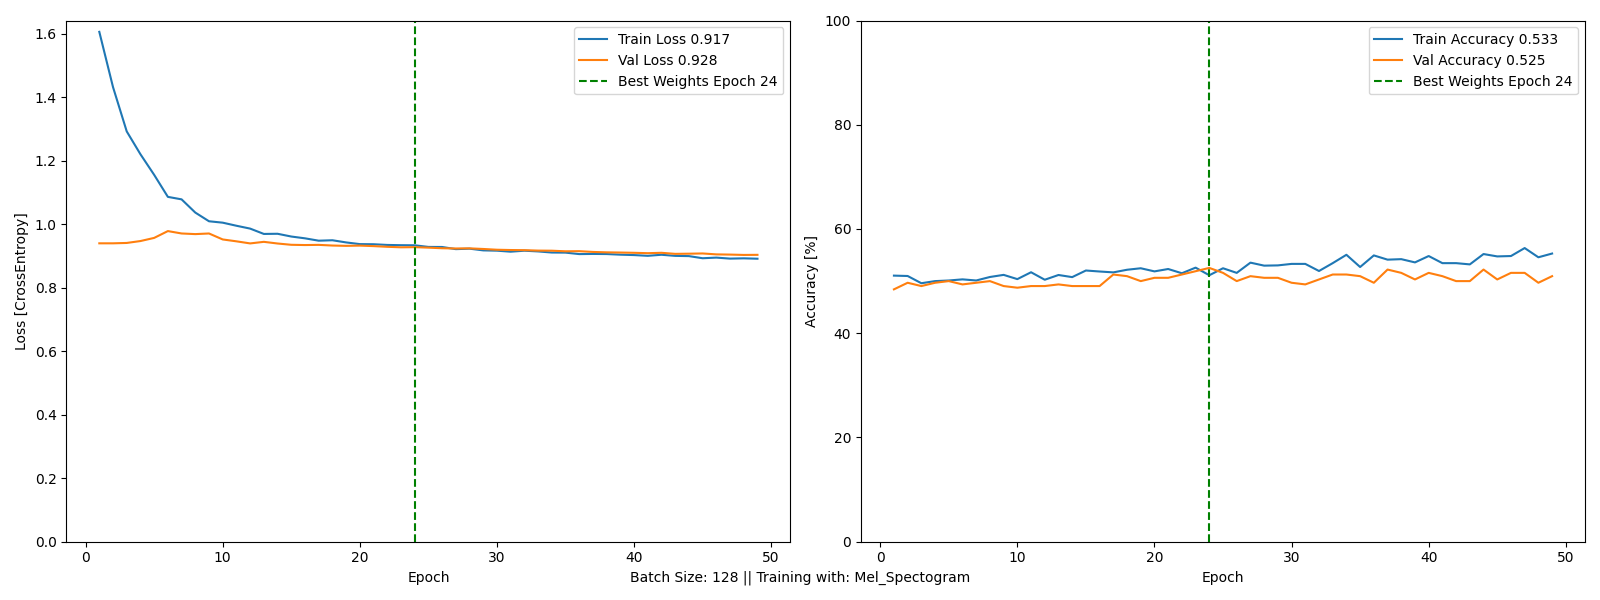 Train Loss 0.917
Val Loss 0.928
Best Weights Epoch 24
Loss [CrossEntropy]
1.6
1.4
1.2
1.0
0.8
0.6
0.4
0.2
0.0
0 10 20 30 40 50
Epoch
Train Accuracy 0.533
Val Accuracy 0.525
Best Weights Epoch 24
Accuracy [%]
100
80
60
40
20
0
0 10 20 30 40 50
Epoch
Batch Size: 128 || Training with: Mel_Spectogram